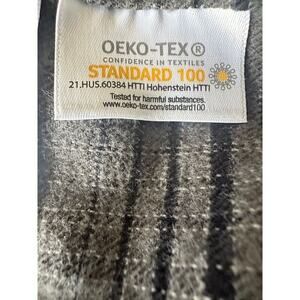 OEKO-TEX®
CONFIDENCE IN TEXTILES
STANDARD 100
21.HUS.60384 HTTI Hohenstein HTTI
Tested for harmful substances.
www.oeko-tex.com/standard100